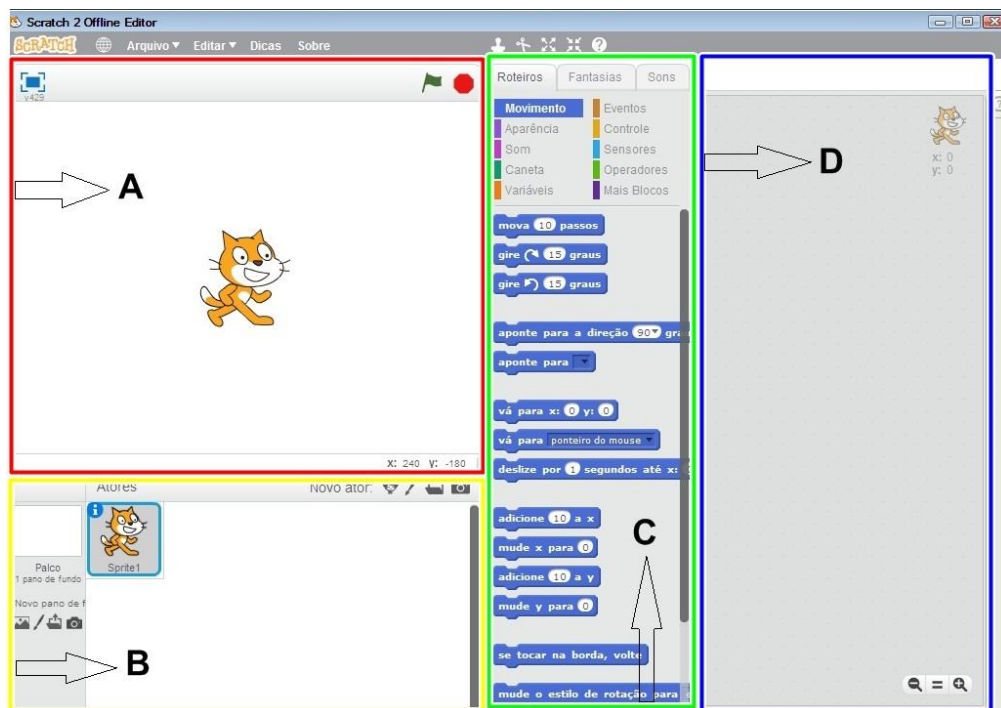 Scratch 2 Offline Editor
SCRATCH Arquivo Editar Dicas Sobre
v429
A
X: 240 Y: -180
Atores Novo ator:
Sprite1
Palco
1 pano de fundo
Novo pano de f
B
Roteiros Fantasias Sons
Movimento Eventos
Aparência Controle
Som Sensores
Caneta Operadores
Variáveis Mais Blocos
mova 10 passos
gire 15 graus
gire 15 graus
aponte para a direção 90 gra
aponte para
vá para x: 0 y: 0
vá para ponteiro do mouse
deslize por 1 segundos até x:
adicione 10 a x
mude x para 0
adicione 10 a y
mude y para 0
se tocar na borda, volte
mude o estilo de rotação para
C
D
x: 0
y: 0